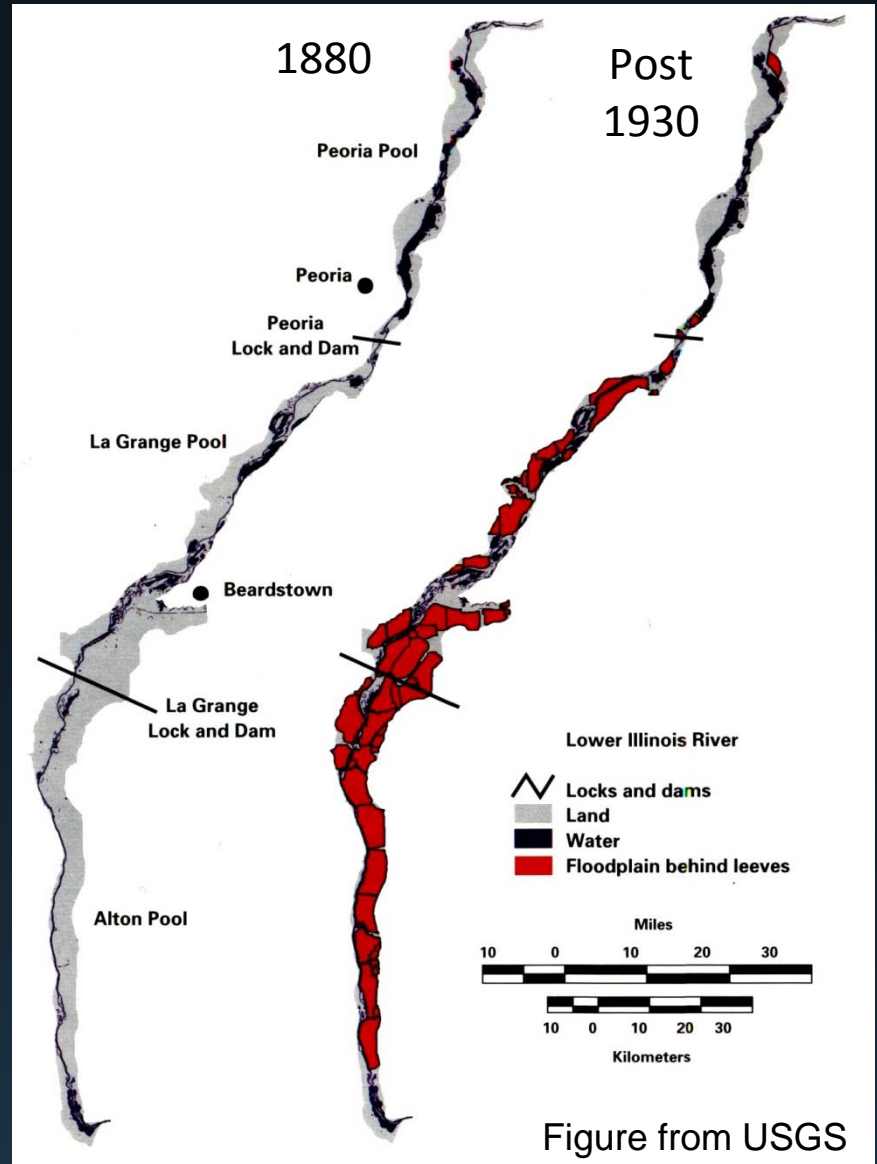 1880
Post
1930
Peoria Pool
Peoria
Peoria
Lock and Dam
La Grange Pool
Beardstown
La Grange
Lock and Dam
Alton Pool
Lower Illinois River
Locks and dams
Land
Water
Floodplain behind leeves
Miles
10 0 10 20 30
10 0 10 20 30
Kilometers
Figure from USGS